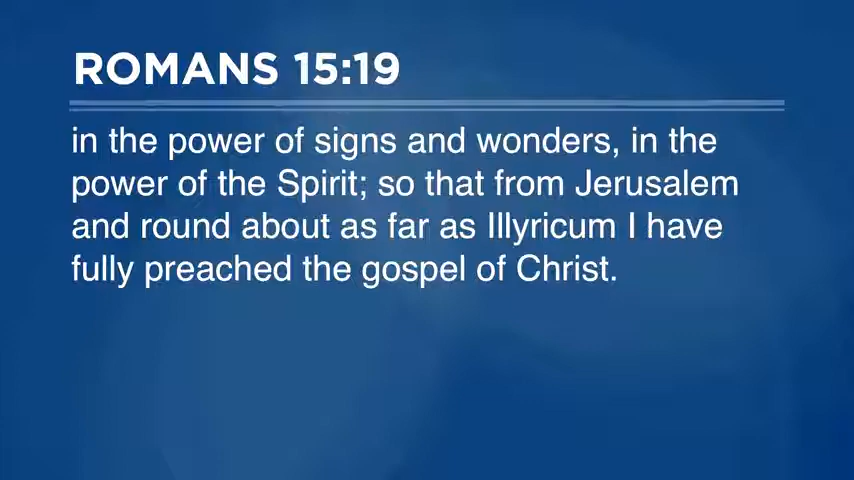 ROMANS 15:19
in the power of signs and wonders, in the
power of the Spirit; so that from Jerusalem
and round about as far as Illyricum I have
fully preached the gospel of Christ.